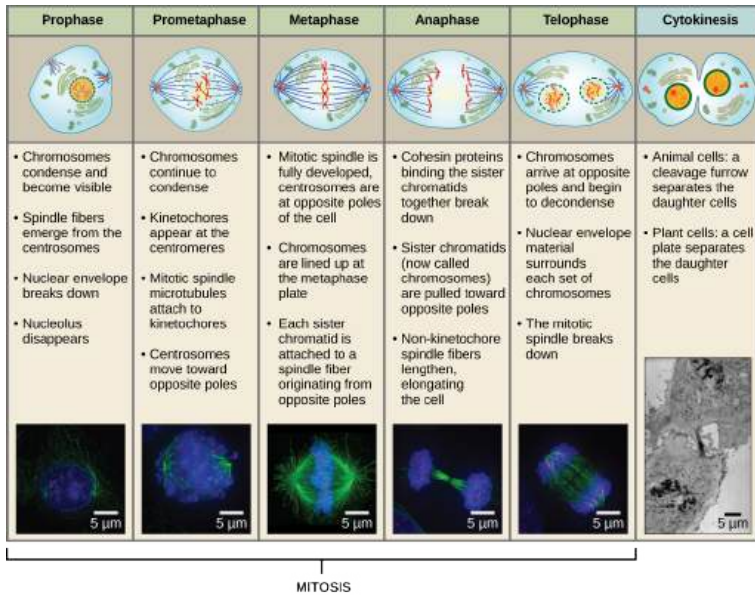 Prophase
Prometaphase
Metaphase
Anaphase
Telophase
Cytokinesis
• Chromosomes
condense and
become visible
• Spindle fibers
emerge from the
centrosomes
• Nuclear envelope
breaks down
• Nucleolus
disappears
• Chromosomes
continue to
condense
• Kinetochores
appear at the
centromeres
• Mitotic spindle
microtubules
attach to
kinetochores
• Centrosomes
move toward
opposite poles
• Mitotic spindle is
fully developed,
centrosomes are
at opposite poles
of the cell
• Chromosomes
are lined up at
the metaphase
plate
• Each sister
chromatid is
attached to a
spindle fiber
originating from
opposite poles
• Cohesin proteins
binding the sister
chromatids
together break
down
• Sister chromatids
(now called
chromosomes)
are pulled toward
opposite poles
• Non-kinetochore
spindle fibers
lengthen,
elongating
the cell
• Chromosomes
arrive at opposite
poles and begin
to decondense
• Nuclear envelope
material
surrounds
each set of
chromosomes
• The mitotic
spindle breaks
down
• Animal cells: a
cleavage furrow
separates the
daughter cells
• Plant cells: a cell
plate separates
the daughter
cells
5 μm
5 μm
5 μm
5 μm
5 μm
5 μm
MITOSIS